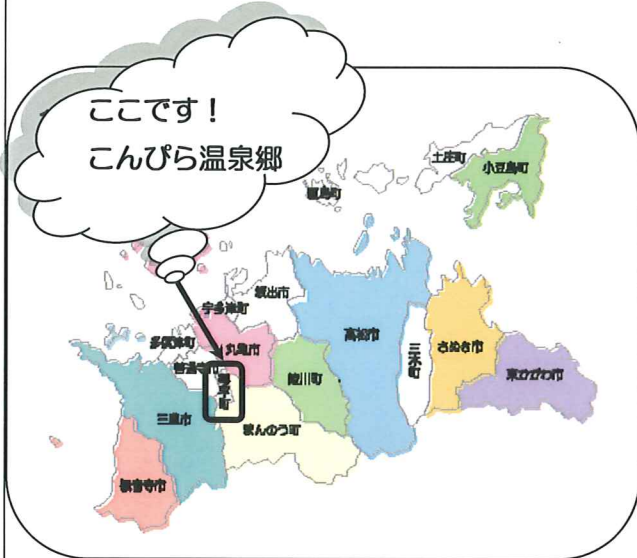 ここです！
こんぴら温泉郷
土庄町
小豆島町
直島町
坂出市
宇多津町
多度津町
丸亀市
善通寺市
琴平町
綾川町
高松市
三木町
さぬき市
東かがわ市
三豊市
まんのう町
観音寺市